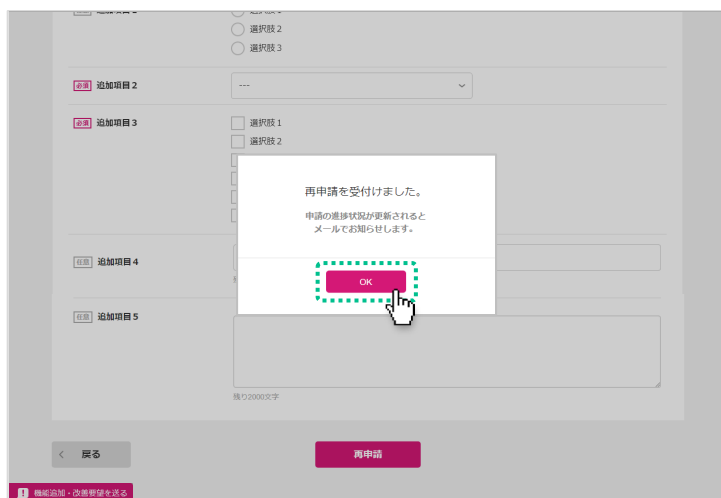 選択肢 2
選択肢 3
必須 追加項目 2
---
必須 追加項目 3
選択肢 1
選択肢 2
再申請を受付けました。
申請の進捗状況が更新されると
メールでお知らせします。
OK
任意 追加項目 4
任意 追加項目 5
残り2000文字
戻る
再申請
機能追加・改善要望を送る